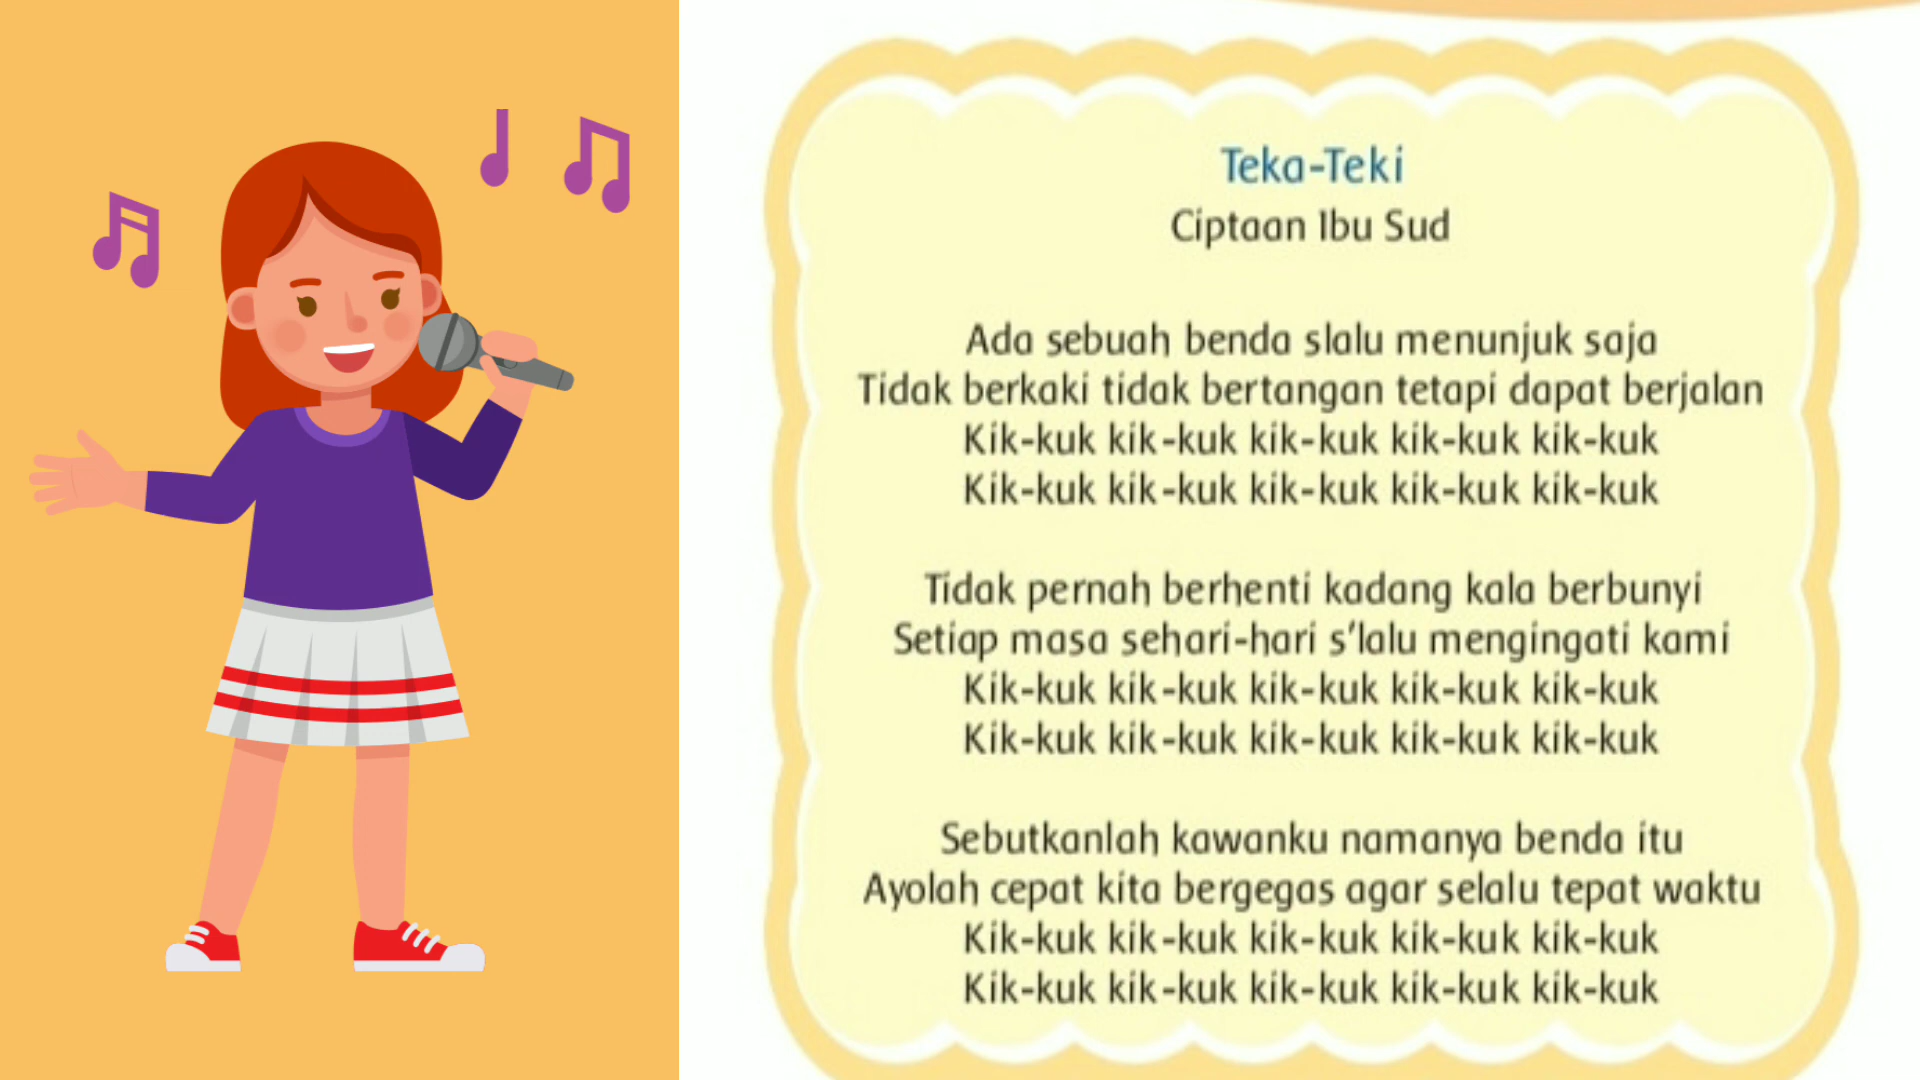 Teka-Teki
Ciptaan Ibu Sud
Ada sebuah benda slalu menunjuk saja
Tidak berkaki tidak bertangan tetapi dapat berjalan
Kik-kuk kik-kuk kik-kuk kik-kuk kik-kuk
Kik-kuk kik-kuk kik-kuk kik-kuk kik-kuk
Tidak pernah berhenti kadang kala berbunyi
Setiap masa sehari-hari s'lalu mengingati kami
Kik-kuk kik-kuk kik-kuk kik-kuk kik-kuk
Kik-kuk kik-kuk kik-kuk kik-kuk kik-kuk
Sebutkanlah kawanku namanya benda itu
Ayolah cepat kita bergegas agar selalu tepat waktu
Kik-kuk kik-kuk kik-kuk kik-kuk kik-kuk
Kik-kuk kik-kuk kik-kuk kik-kuk kik-kuk